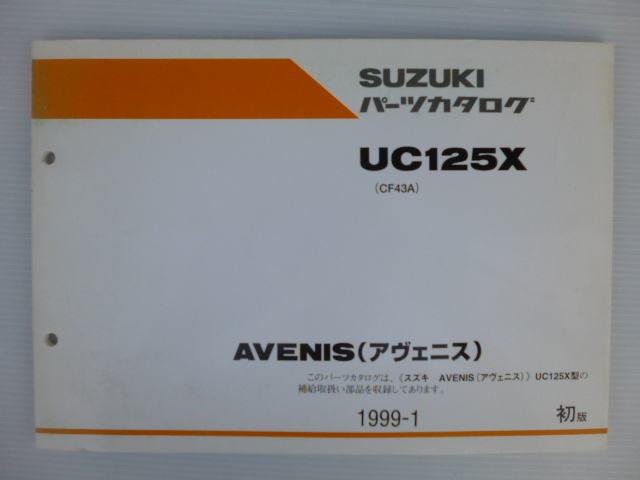 SUZUKI
パーツカタログ
UC125X
(CF43A)
AVENIS(アヴェニス)
このパーツカタログは、《スズキ AVENIS(アヴェニス)》UC125X型の
補給取扱い部品を収録してあります。
1999-1 初版